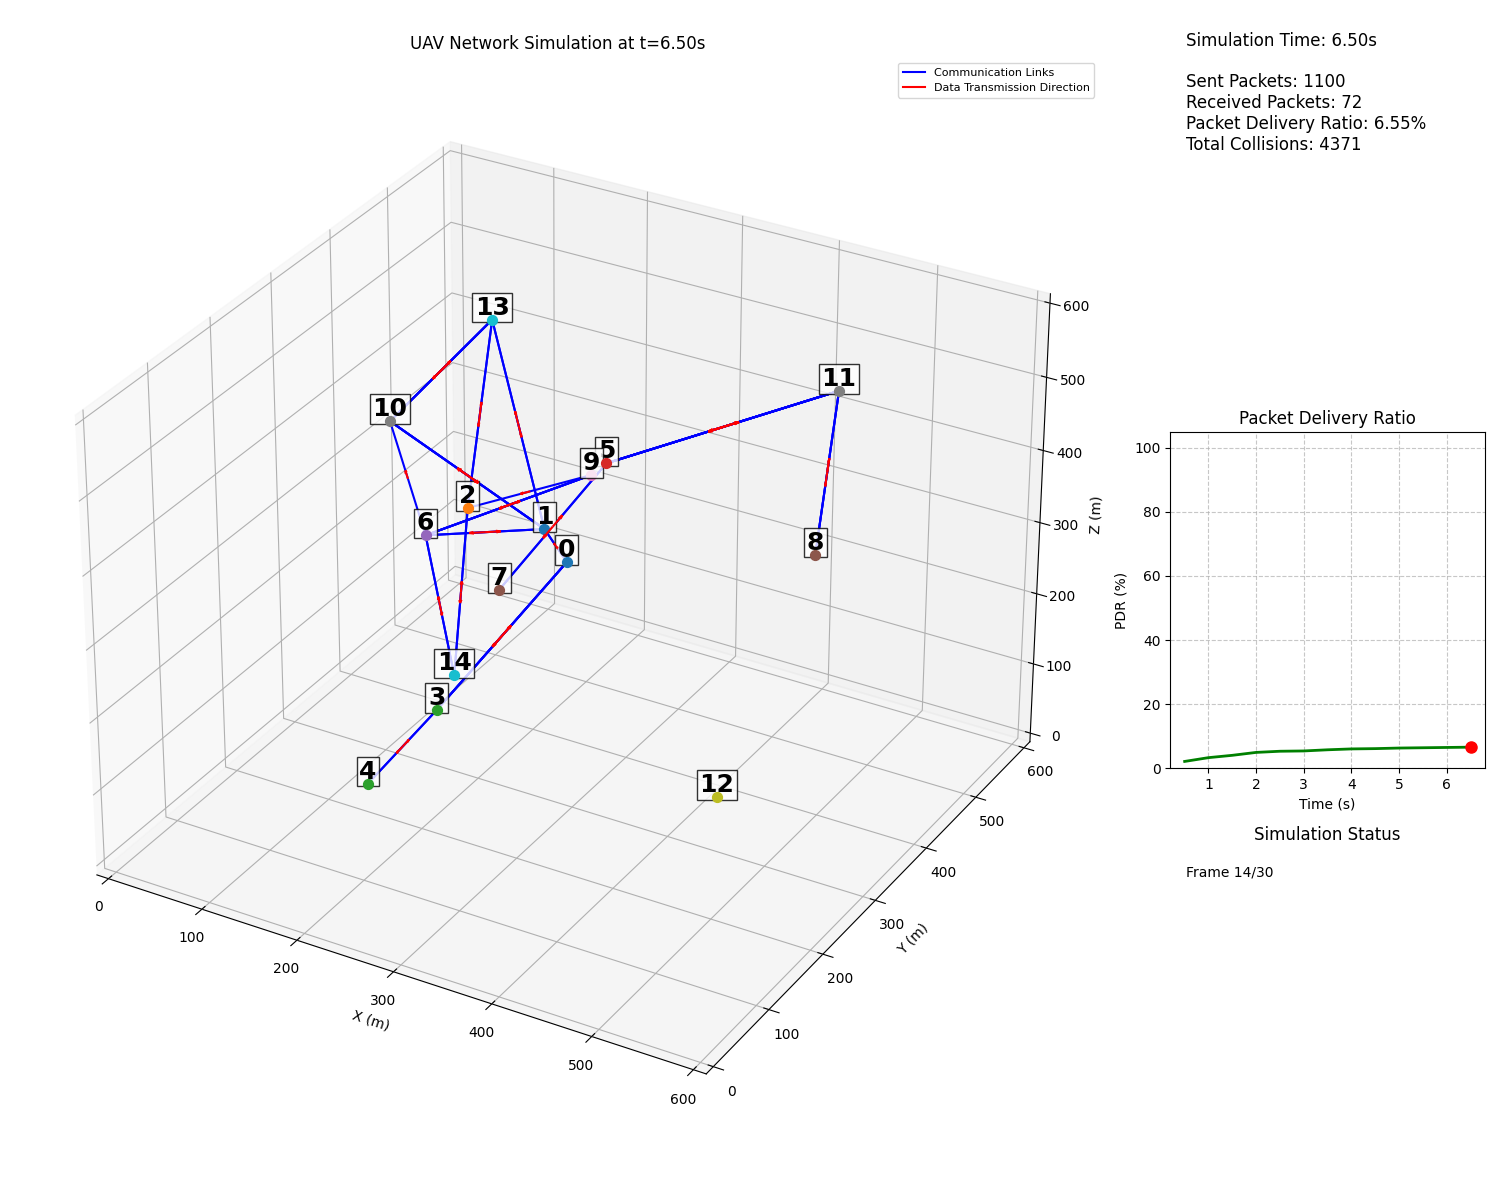 UAV Network Simulation at t=6.50s
Communication Links
Data Transmission Direction
Simulation Time: 6.50s
Sent Packets: 1100
Received Packets: 72
Packet Delivery Ratio: 6.55%
Total Collisions: 4371
13
11
10
5
9
2
1
6
0
8
7
14
3
4
12
0
100
200
300
400
500
600
X (m)
0
100
200
300
400
500
600
Y (m)
0
100
200
300
400
500
600
Z (m)
Packet Delivery Ratio
100
80
60
40
20
0
PDR (%)
1 2 3 4 5 6
Time (s)
Simulation Status
Frame 14/30